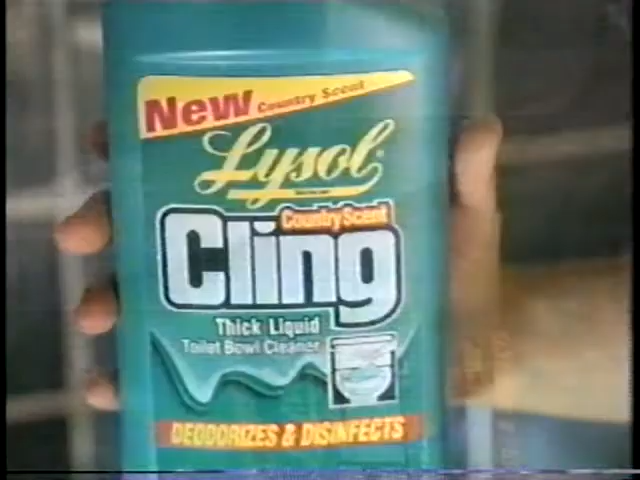 New Country Scent
Lysol
Country Scent
Cling
Thick Liquid
Toilet Bowl Cleaner
DEODORIZES & DISINFECTS